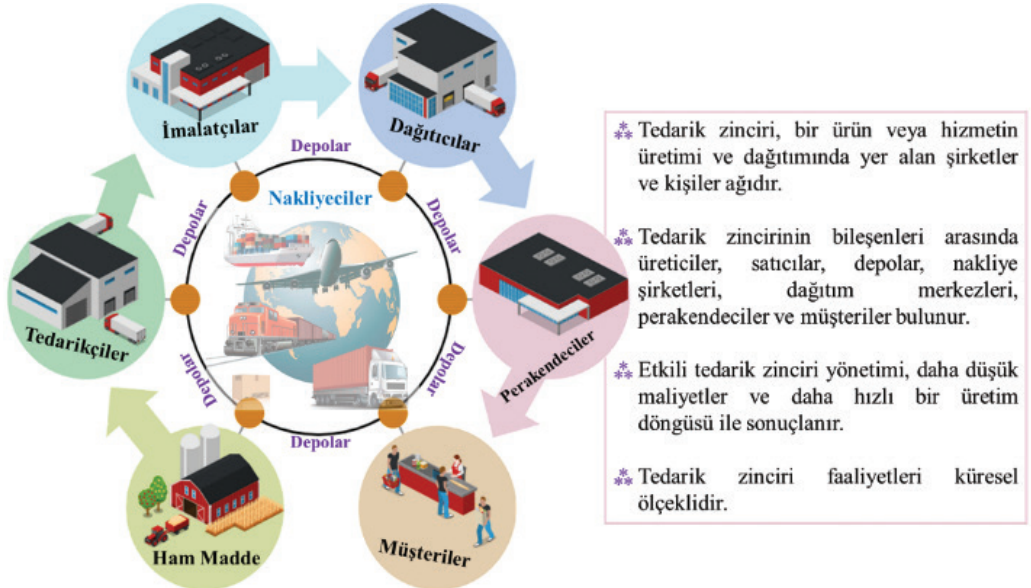 İmalatçılar
Dağıtıcılar
Depolar
Nakliyeciler
Depolar
Depolar
Tedarikçiler
Perakendeciler
Depolar
Depolar
Depolar
Ham Madde
Müşteriler
Tedarik zinciri, bir ürün veya hizmetin
üretimi ve dağıtımında yer alan şirketler
ve kişiler ağıdır.
Tedarik zincirinin bileşenleri arasında
üreticiler, satıcılar, depolar, nakliye
şirketleri, dağıtım merkezleri,
perakendeciler ve müşteriler bulunur.
Etkili tedarik zinciri yönetimi, daha düşük
maliyetler ve daha hızlı bir üretim
döngüsü ile sonuçlanır.
Tedarik zinciri faaliyetleri küresel
ölçeklidir.